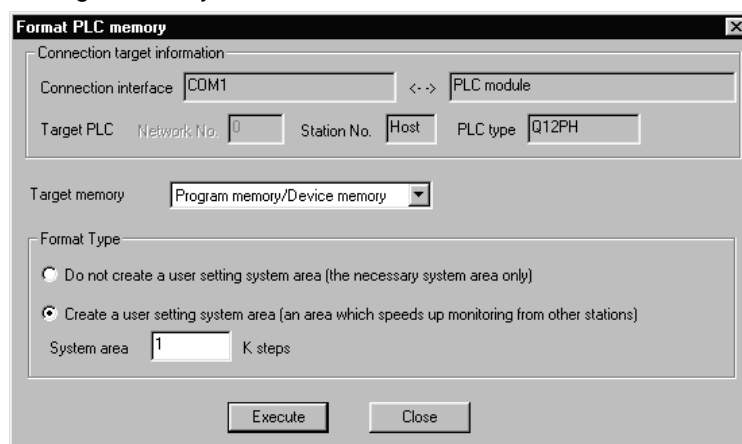 Format PLC memory
Connection target information
Connection interface COM1 <--> PLC module
Target PLC Network No. 0 Station No. Host PLC type Q12PH
Target memory Program memory/Device memory
Format Type
Do not create a user setting system area (the necessary system area only)
Create a user setting system area (an area which speeds up monitoring from other stations)
System area 1 K steps
Execute Close